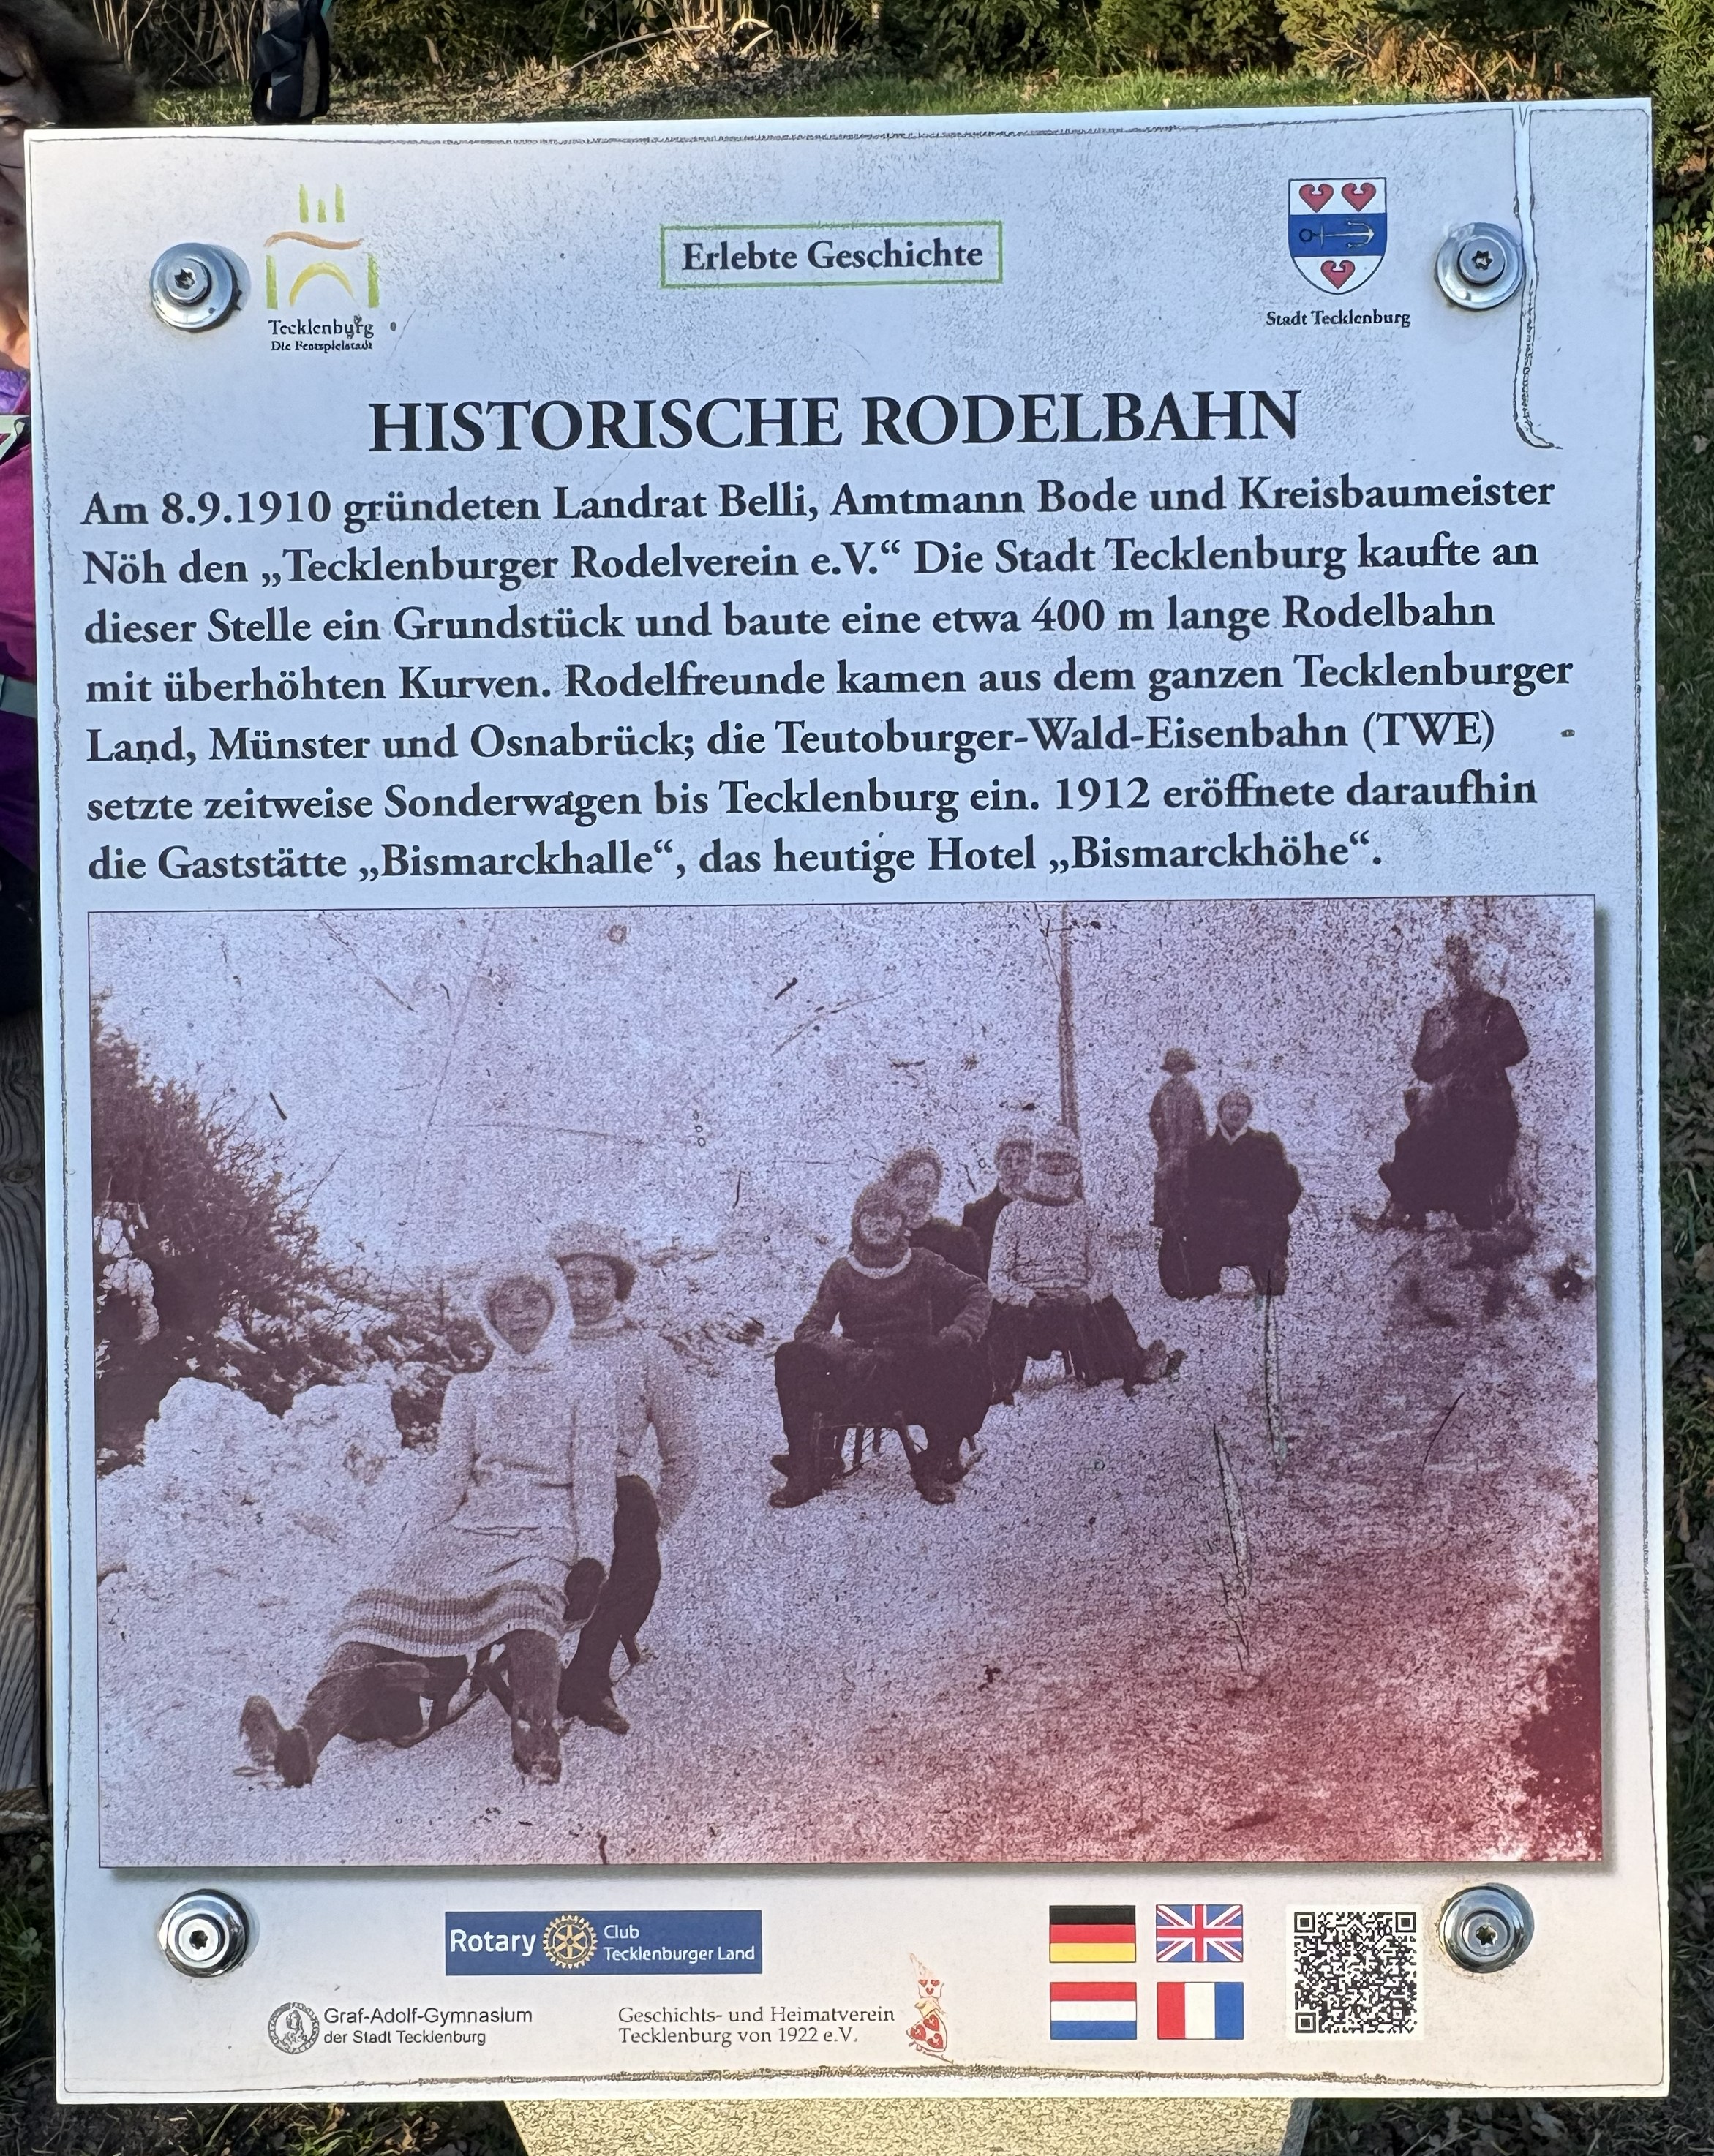 Erlebte Geschichte
Tecklenburg
Die Festspielstadt
Stadt Tecklenburg
HISTORISCHE RODELBAHN
Am 8.9.1910 gründeten Landrat Belli, Amtmann Bode und Kreisbaumeister
Nöh den „Tecklenburger Rodelverein e.V.“ Die Stadt Tecklenburg kaufte an
dieser Stelle ein Grundstück und baute eine etwa 400 m lange Rodelbahn
mit überhöhten Kurven. Rodelfreunde kamen aus dem ganzen Tecklenburger
Land, Münster und Osnabrück; die Teutoburger-Wald-Eisenbahn (TWE)
setzte zeitweise Sonderwagen bis Tecklenburg ein. 1912 eröffnete daraufhin
die Gaststätte „Bismarckhalle“, das heutige Hotel „Bismarckhöhe“.
Rotary Club
Tecklenburger Land
Graf-Adolf-Gymnasium
der Stadt Tecklenburg
Geschichts- und Heimatverein
Tecklenburg von 1922 e.V.